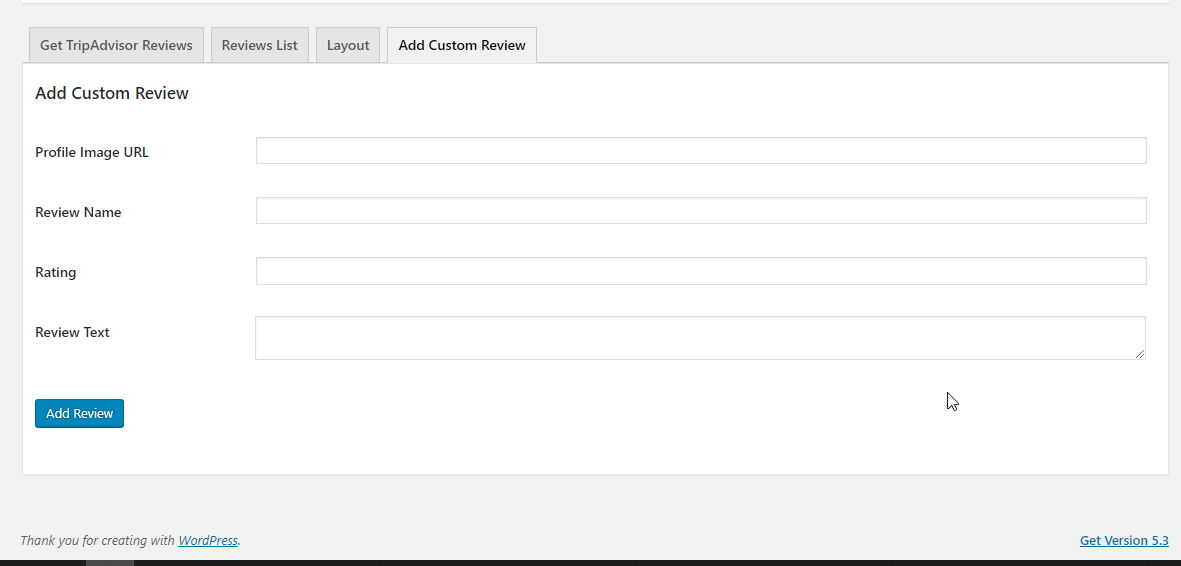 Get TripAdvisor Reviews Reviews List Layout Add Custom Review
Add Custom Review
Profile Image URL
Review Name
Rating
Review Text
Add Review
Thank you for creating with WordPress. Get Version 5.3